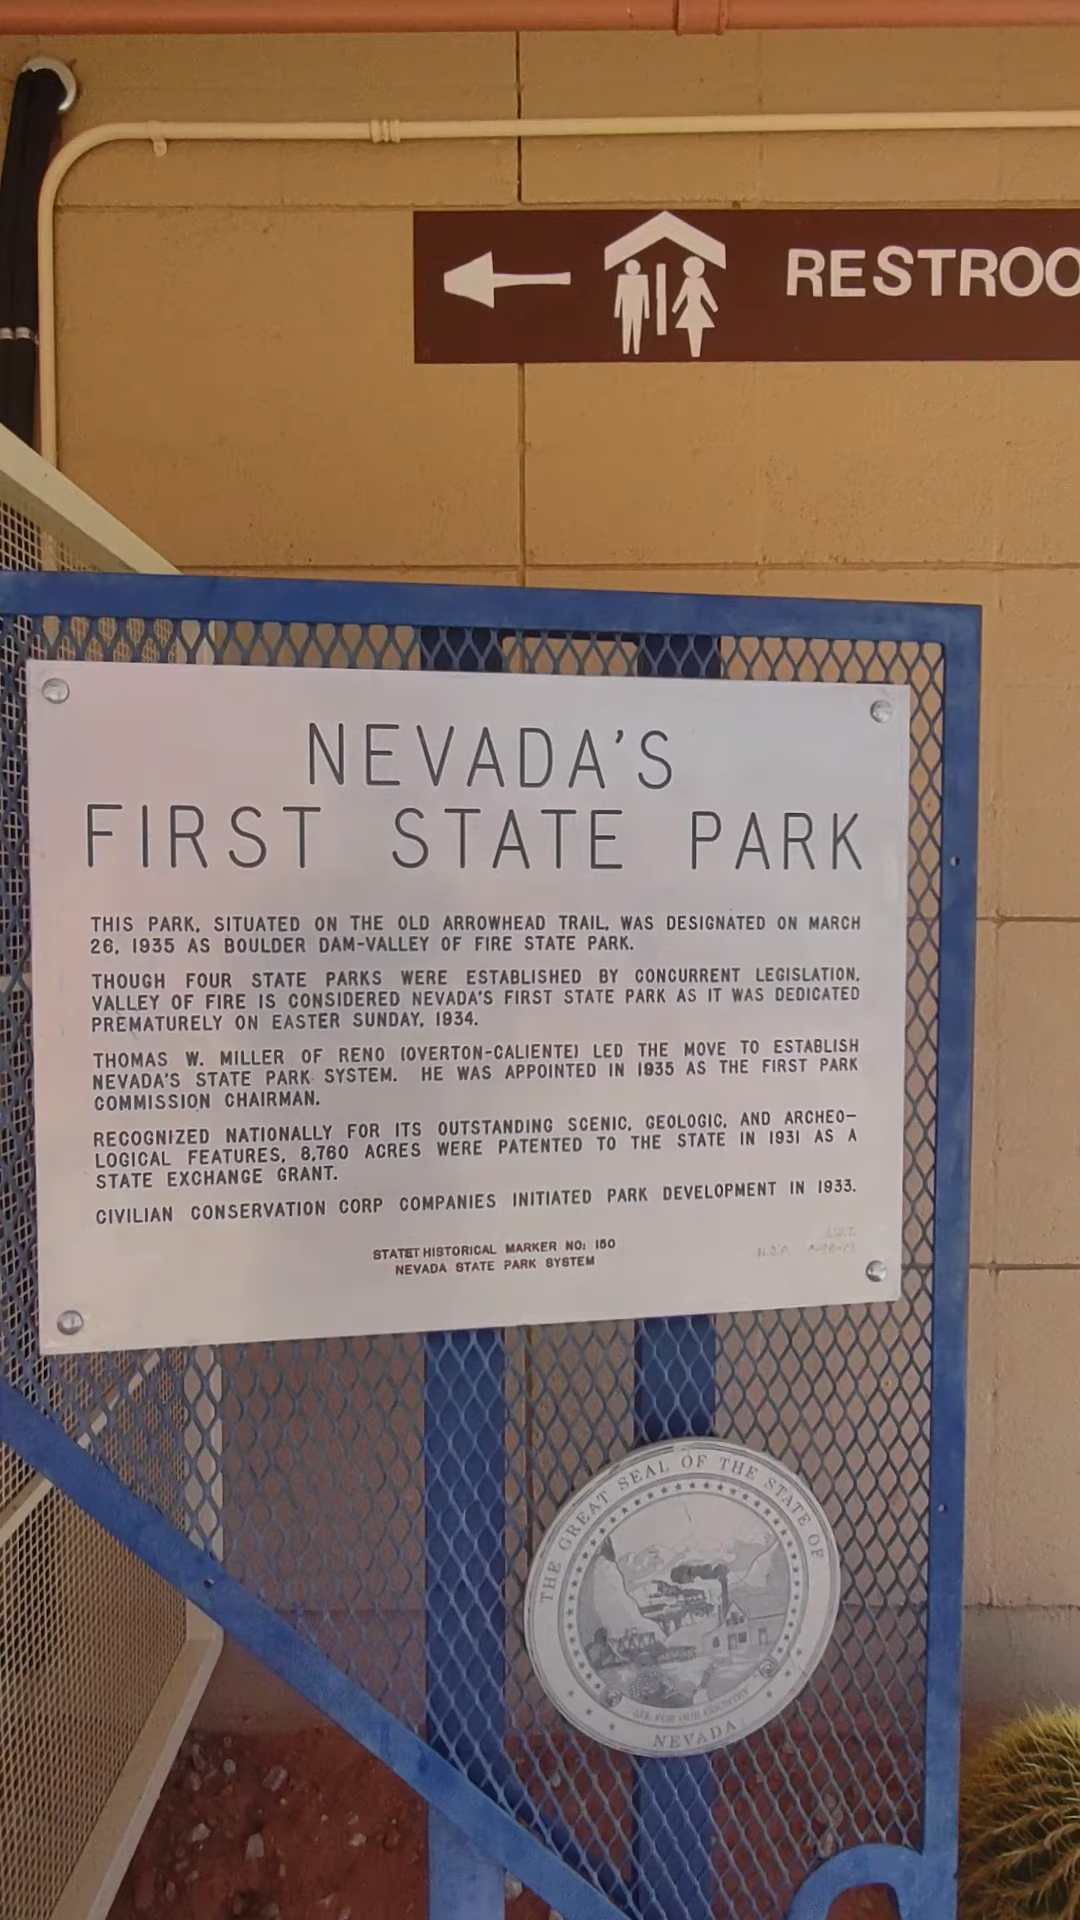 RESTROO
NEVADA'S
FIRST STATE PARK
THIS PARK, SITUATED ON THE OLD ARROWHEAD TRAIL, WAS DESIGNATED ON MARCH
26, 1935 AS BOULDER DAM-VALLEY OF FIRE STATE PARK.
THOUGH FOUR STATE PARKS WERE ESTABLISHED BY CONCURRENT LEGISLATION,
VALLEY OF FIRE IS CONSIDERED NEVADA'S FIRST STATE PARK AS IT WAS DEDICATED
PREMATURELY ON EASTER SUNDAY, 1934.
THOMAS W. MILLER OF RENO (OVERTON-CALIENTE) LED THE MOVE TO ESTABLISH
NEVADA'S STATE PARK SYSTEM. HE WAS APPOINTED IN 1935 AS THE FIRST PARK
COMMISSION CHAIRMAN.
RECOGNIZED NATIONALLY FOR ITS OUTSTANDING SCENIC, GEOLOGIC, AND ARCHEO-
LOGICAL FEATURES, 8,760 ACRES WERE PATENTED TO THE STATE IN 1931 AS A
STATE EXCHANGE GRANT.
CIVILIAN CONSERVATION CORP COMPANIES INITIATED PARK DEVELOPMENT IN 1933.
STATET HISTORICAL MARKER NO: 150
NEVADA STATE PARK SYSTEM
THE GREAT SEAL OF THE STATE OF
ALL FOR OUR COUNTRY
NEVADA